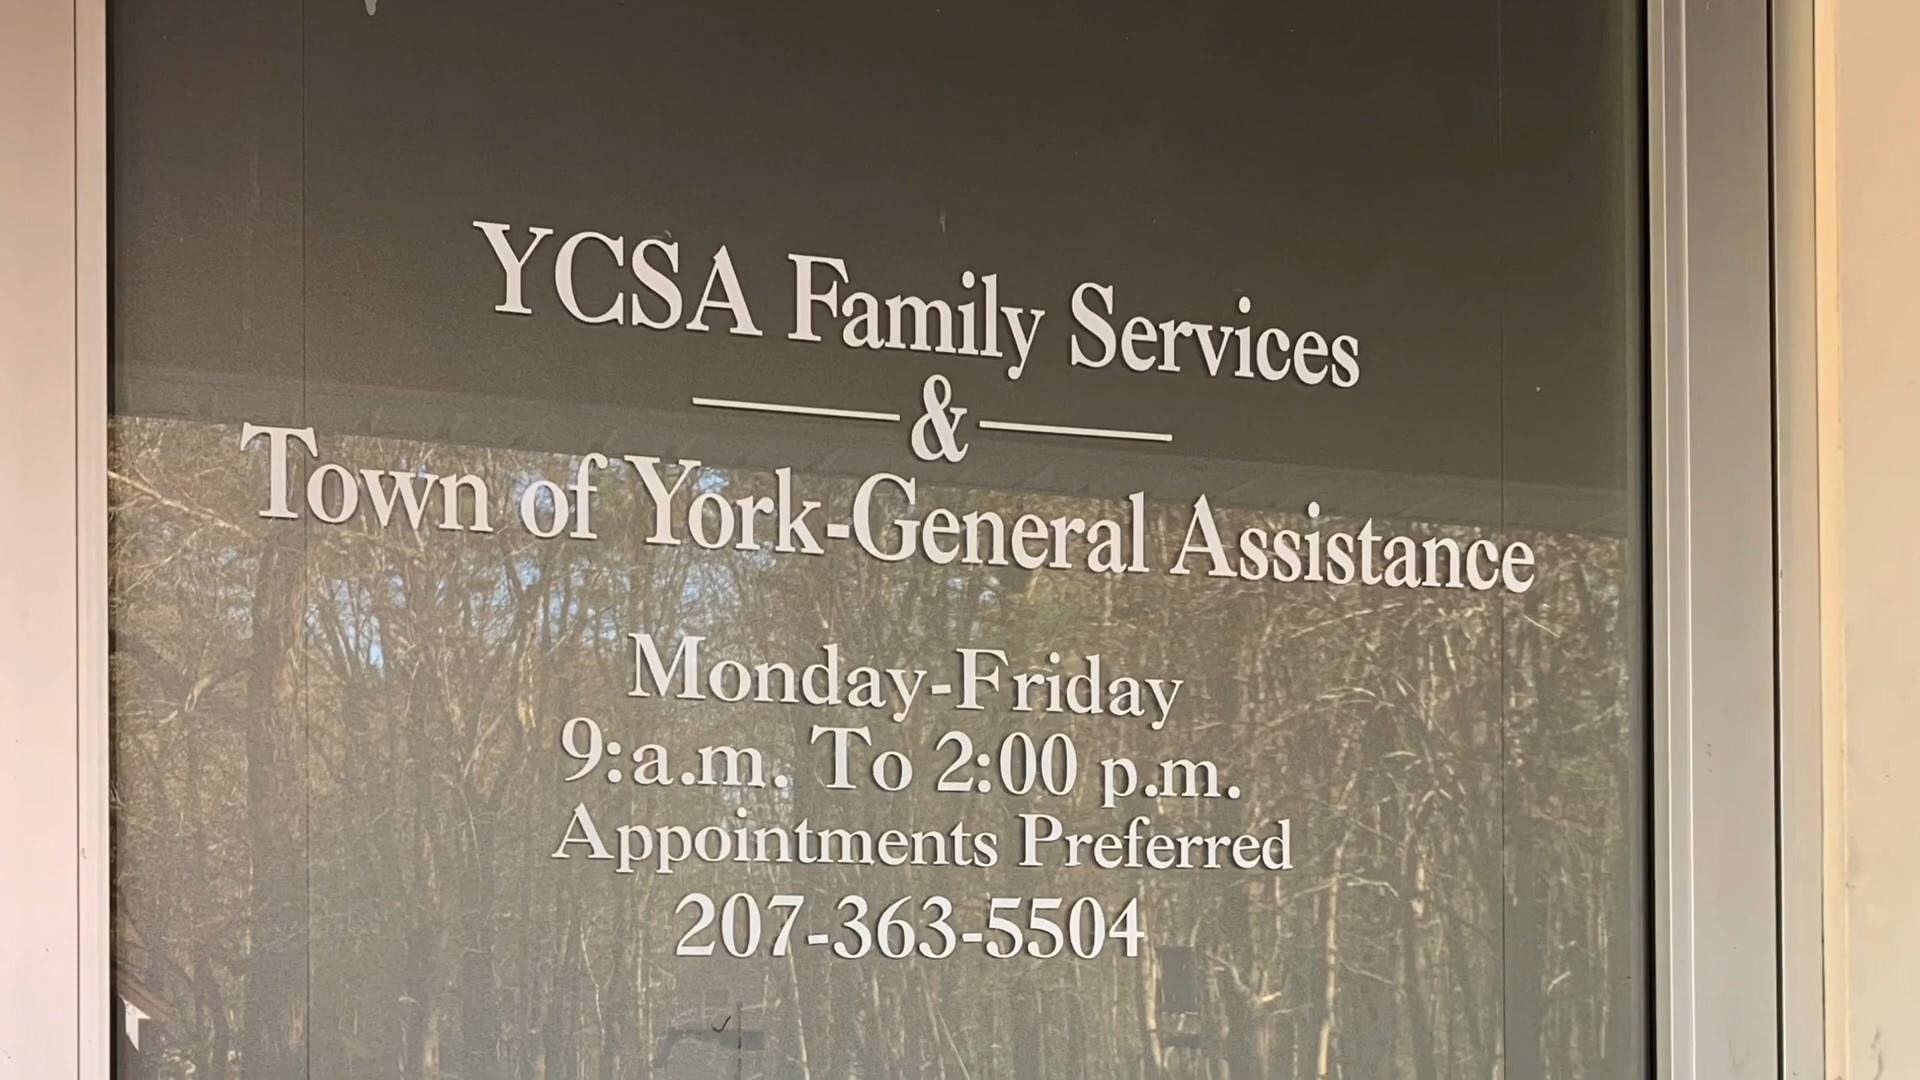 YCSA Family Services
&
Town of York-General Assistance
Monday-Friday
9:a.m. To 2:00 p.m.
Appointments Preferred
207-363-5504